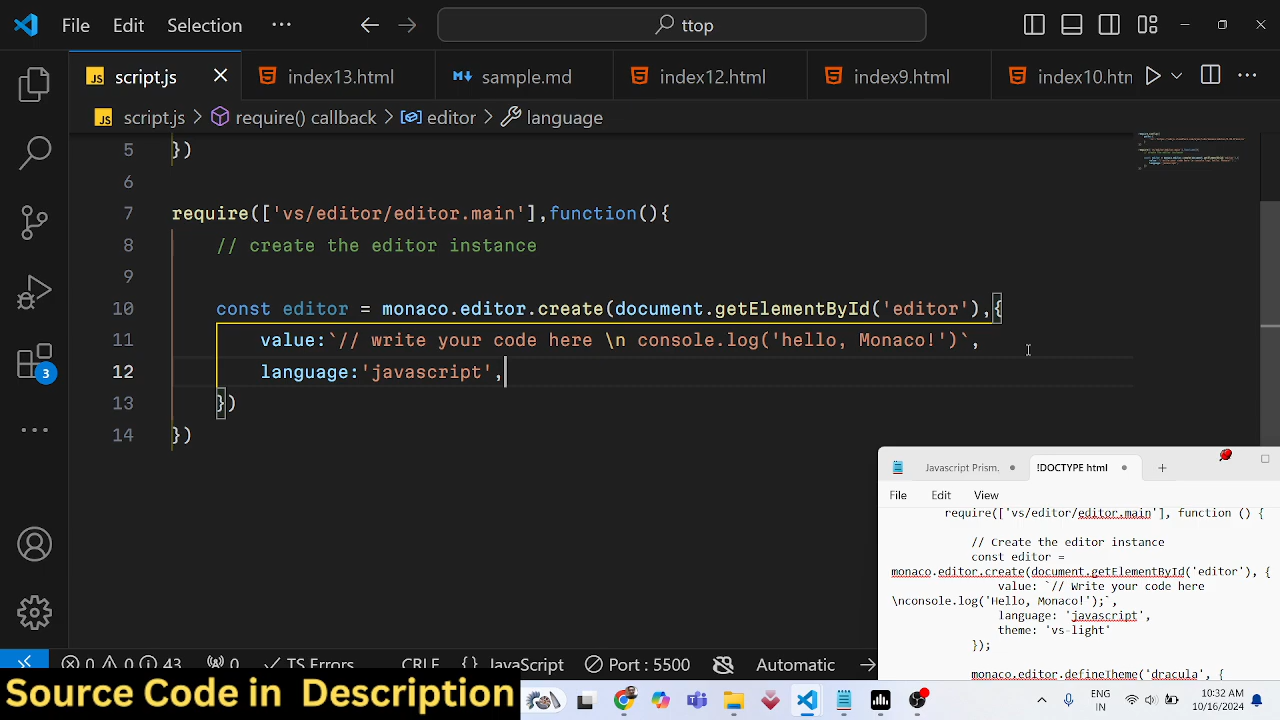 File Edit Selection ··· ttop
script.js index13.html sample.md index12.html index9.html index10.htn
script.js > require() callback > editor > language
5 })
6
7 require(['vs/editor/editor.main'],function(){
8 // create the editor instance
9
10 const editor = monaco.editor.create(document.getElementById('editor'),{
11 value:`// write your code here \n console.log('hello, Monaco!')`,
12 language:'javascript',
13 })
14 })
3
Javascript Prism. !DOCTYPE html
File Edit View
require(['vs/editor/editor.main'], function () {
// Create the editor instance
const editor =
monaco.editor.create(document.getElementById('editor'), {
value: `// Write your code here
\nconsole.log('Hello, Monaco!');`,
language: 'javascript',
theme: 'vs-light'
});
monaco.editor.defineTheme('dracula', {
0 0 43 0 TS Errors CRLF {} JavaScript Port : 5500 Automatic
Source Code in Description
ENG
IN
10:32 AM
10/16/2024